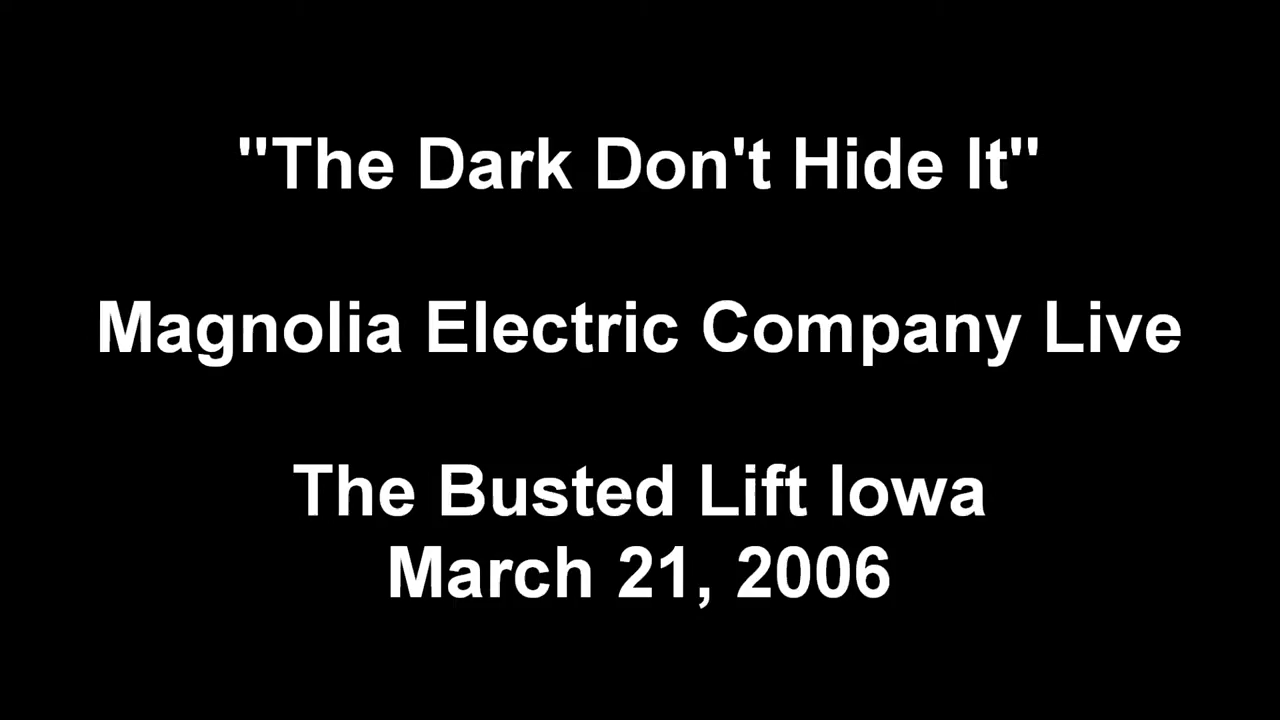 "The Dark Don't Hide It"
Magnolia Electric Company Live
The Busted Lift Iowa
March 21, 2006